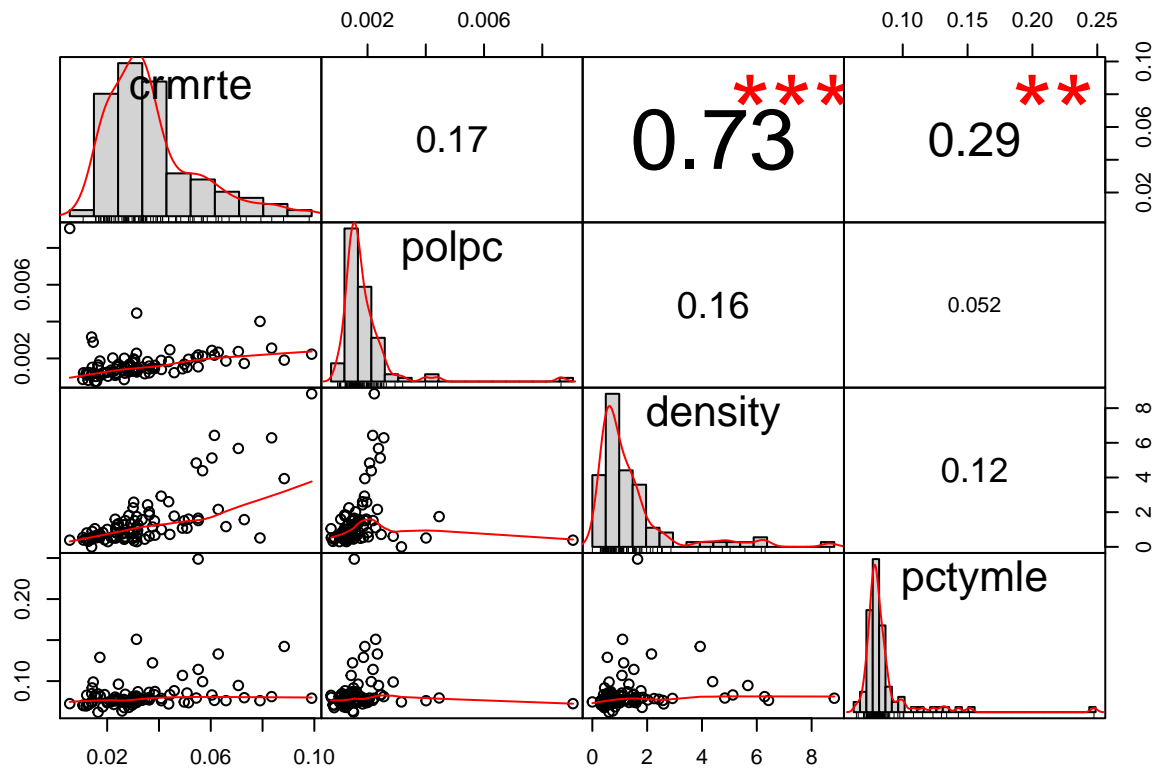 0.002 0.006 0.10 0.15 0.20 0.25
crmrte 0.17 0.73 *** 0.29 ** 0.02 0.06 0.10
0.002 0.006 polpc 0.16 0.052
density 0.12 0 2 4 6 8
0.10 0.20 pctymle
0.02 0.06 0.10 0 2 4 6 8